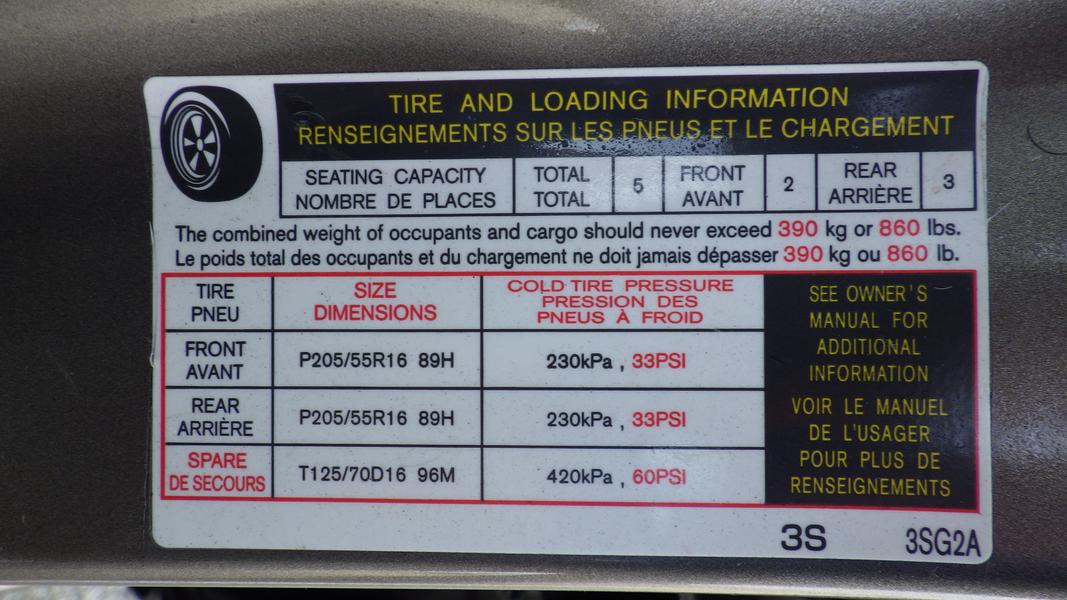 TIRE AND LOADING INFORMATION
RENSEIGNEMENTS SUR LES PNEUS ET LE CHARGEMENT
SEATING CAPACITY
NOMBRE DE PLACES
TOTAL
TOTAL
5
FRONT
AVANT
2
REAR
ARRIÈRE
3
The combined weight of occupants and cargo should never exceed 390 kg or 860 lbs.
Le poids total des occupants et du chargement ne doit jamais dépasser 390 kg ou 860 lb.
TIRE
PNEU
SIZE
DIMENSIONS
COLD TIRE PRESSURE
PRESSION DES
PNEUS À FROID
FRONT
AVANT
P205/55R16 89H
230kPa , 33PSI
REAR
ARRIÈRE
P205/55R16 89H
230kPa , 33PSI
SPARE
DE SECOURS
T125/70D16 96M
420kPa , 60PSI
SEE OWNER'S
MANUAL FOR
ADDITIONAL
INFORMATION
VOIR LE MANUEL
DE L'USAGER
POUR PLUS DE
RENSEIGNEMENTS
3S
3SG2A